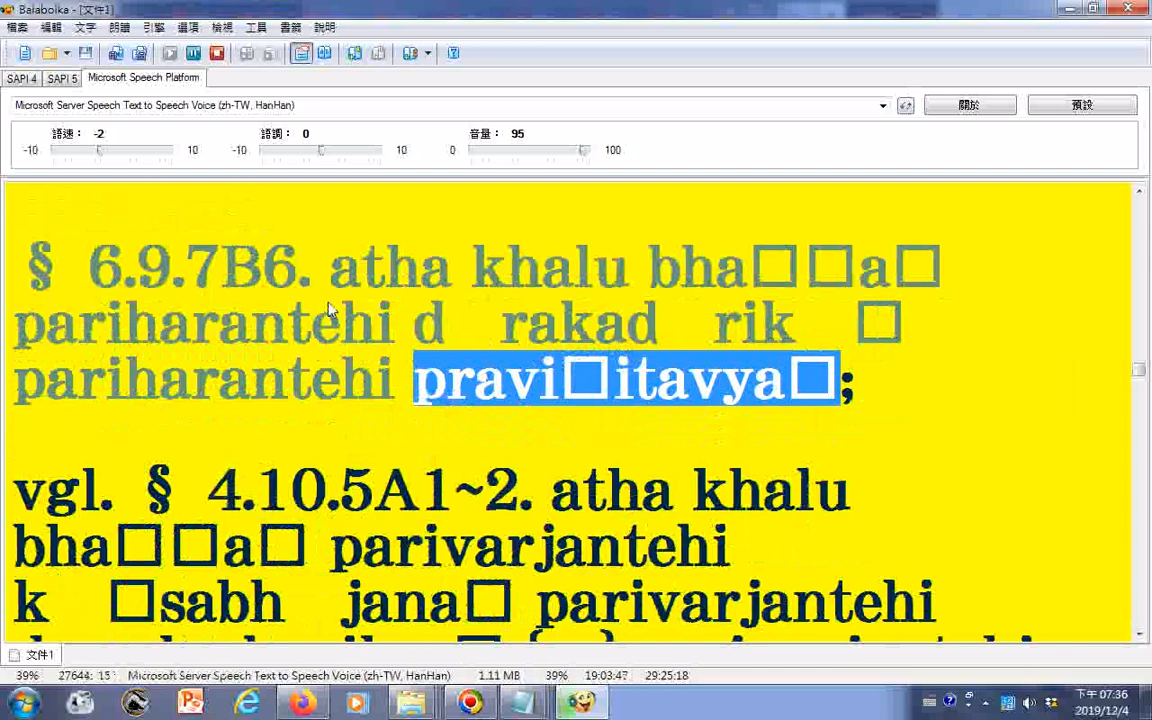 Balabolka - [文件1]
檔案 編輯 文字 朗讀 引擎 選項 檢視 工具 書籤 說明
SAPI 4 SAPI 5 Microsoft Speech Platform
Microsoft Server Speech Text to Speech Voice (zh-TW, HanHan) 關於 預設
語速: -2 語調: 0 音量: 95
-10 10 -10 10 0 100
§ 6.9.7B6. atha khalu bha□□a□
pariharantehi d rakad rik □
pariharantehi pravi□itavya□;
vgl. § 4.10.5A1~2. atha khalu
bha□□a□ parivarjantehi
k □sabh jana□ parivarjantehi
文件1
39% 27644: 15 Microsoft Server Speech Text to Speech Voice (zh-TW, HanHan) 1.11 MB 39% 19:03:47 29:25:18
下午 07:36
2019/12/4